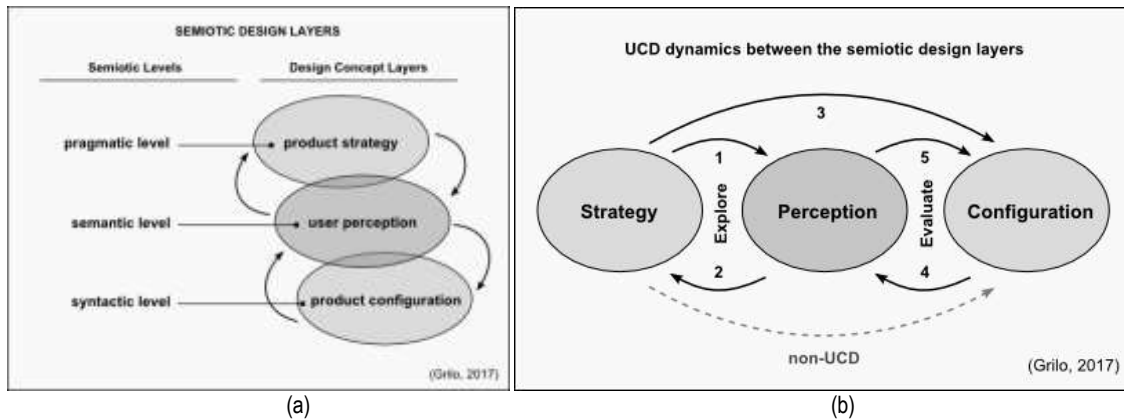 SEMIOTIC DESIGN LAYERS
Semiotic Levels Design Concept Layers
pragmatic level product strategy
semantic level user perception
syntactic level product configuration
(Grilo, 2017)
(a)
UCD dynamics between the semiotic design layers
3
1 5
Strategy Explore Perception Evaluate Configuration
2 4
non-UCD
(Grilo, 2017)
(b)